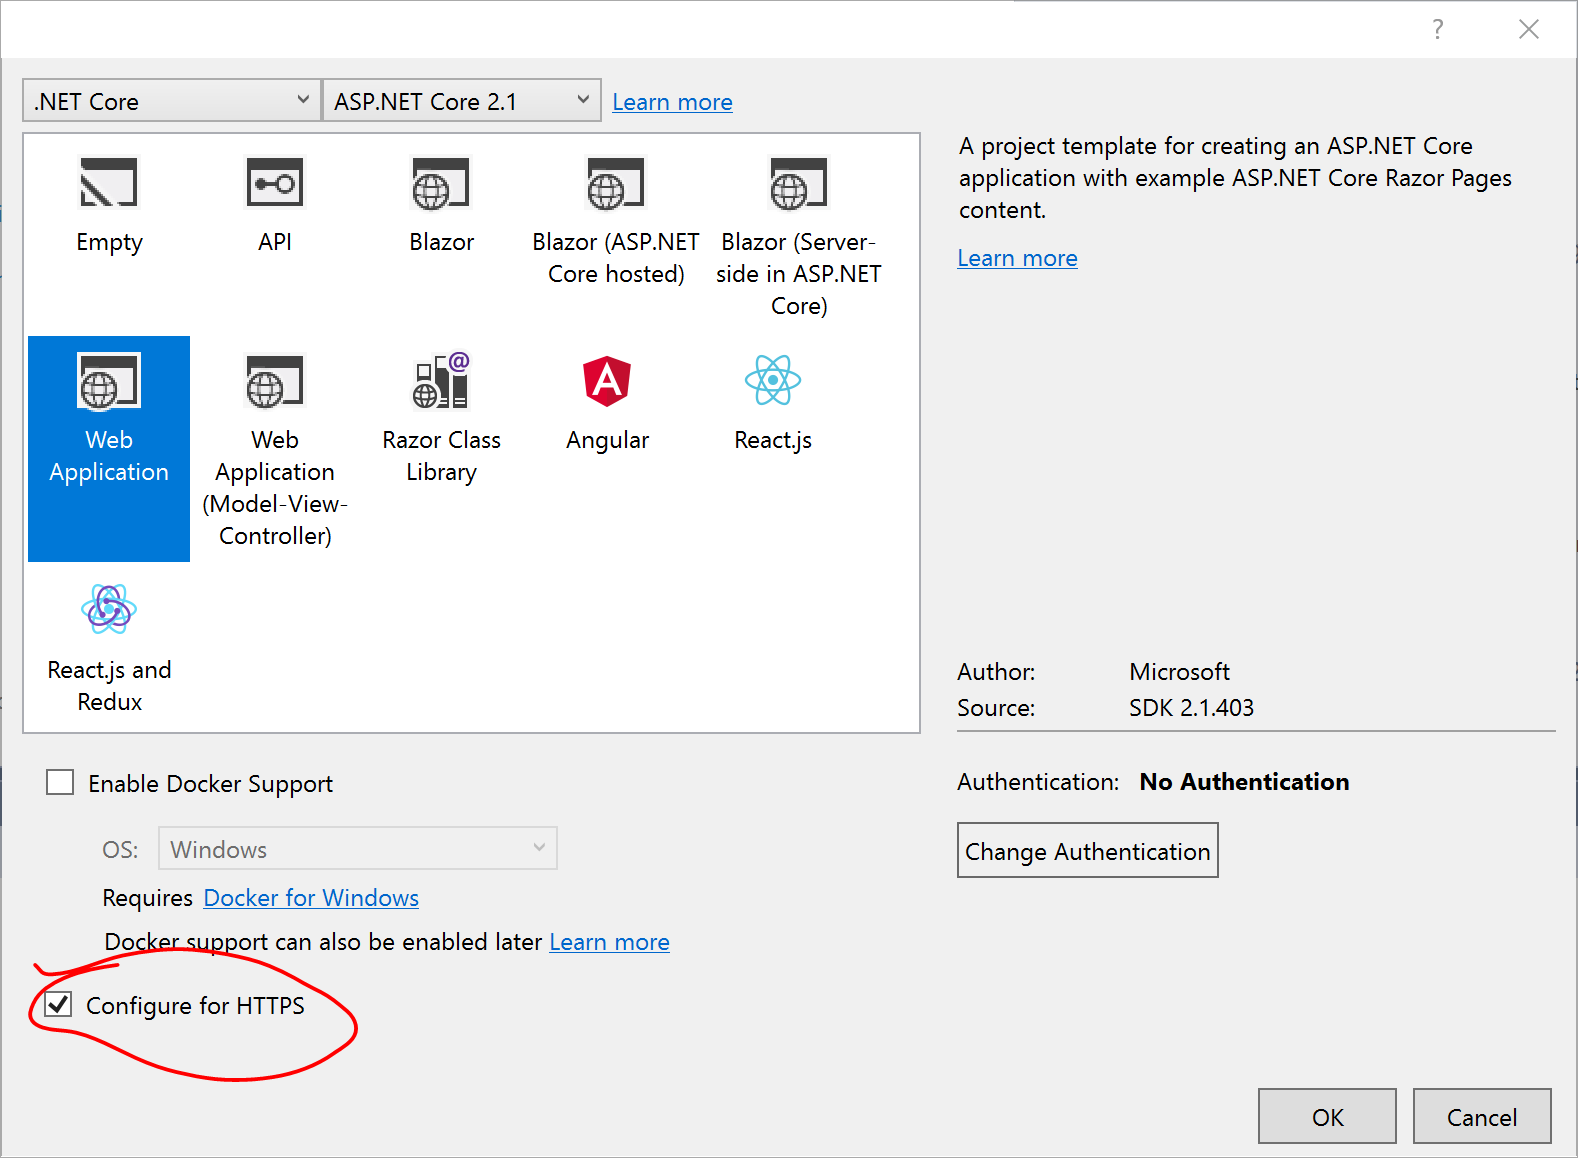 ?
.NET Core
ASP.NET Core 2.1
Learn more
Empty
API
Blazor
Blazor (ASP.NET
Core hosted)
Blazor (Server-
side in ASP.NET
Core)
Web
Application
Web
Application
(Model-View-
Controller)
@
Razor Class
Library
A
Angular
React.js
React.js and
Redux
A project template for creating an ASP.NET Core
application with example ASP.NET Core Razor Pages
content.
Learn more
Author: Microsoft
Source: SDK 2.1.403
Authentication: No Authentication
Change Authentication
Enable Docker Support
OS: Windows
Requires Docker for Windows
Docker support can also be enabled later Learn more
Configure for HTTPS
OK
Cancel